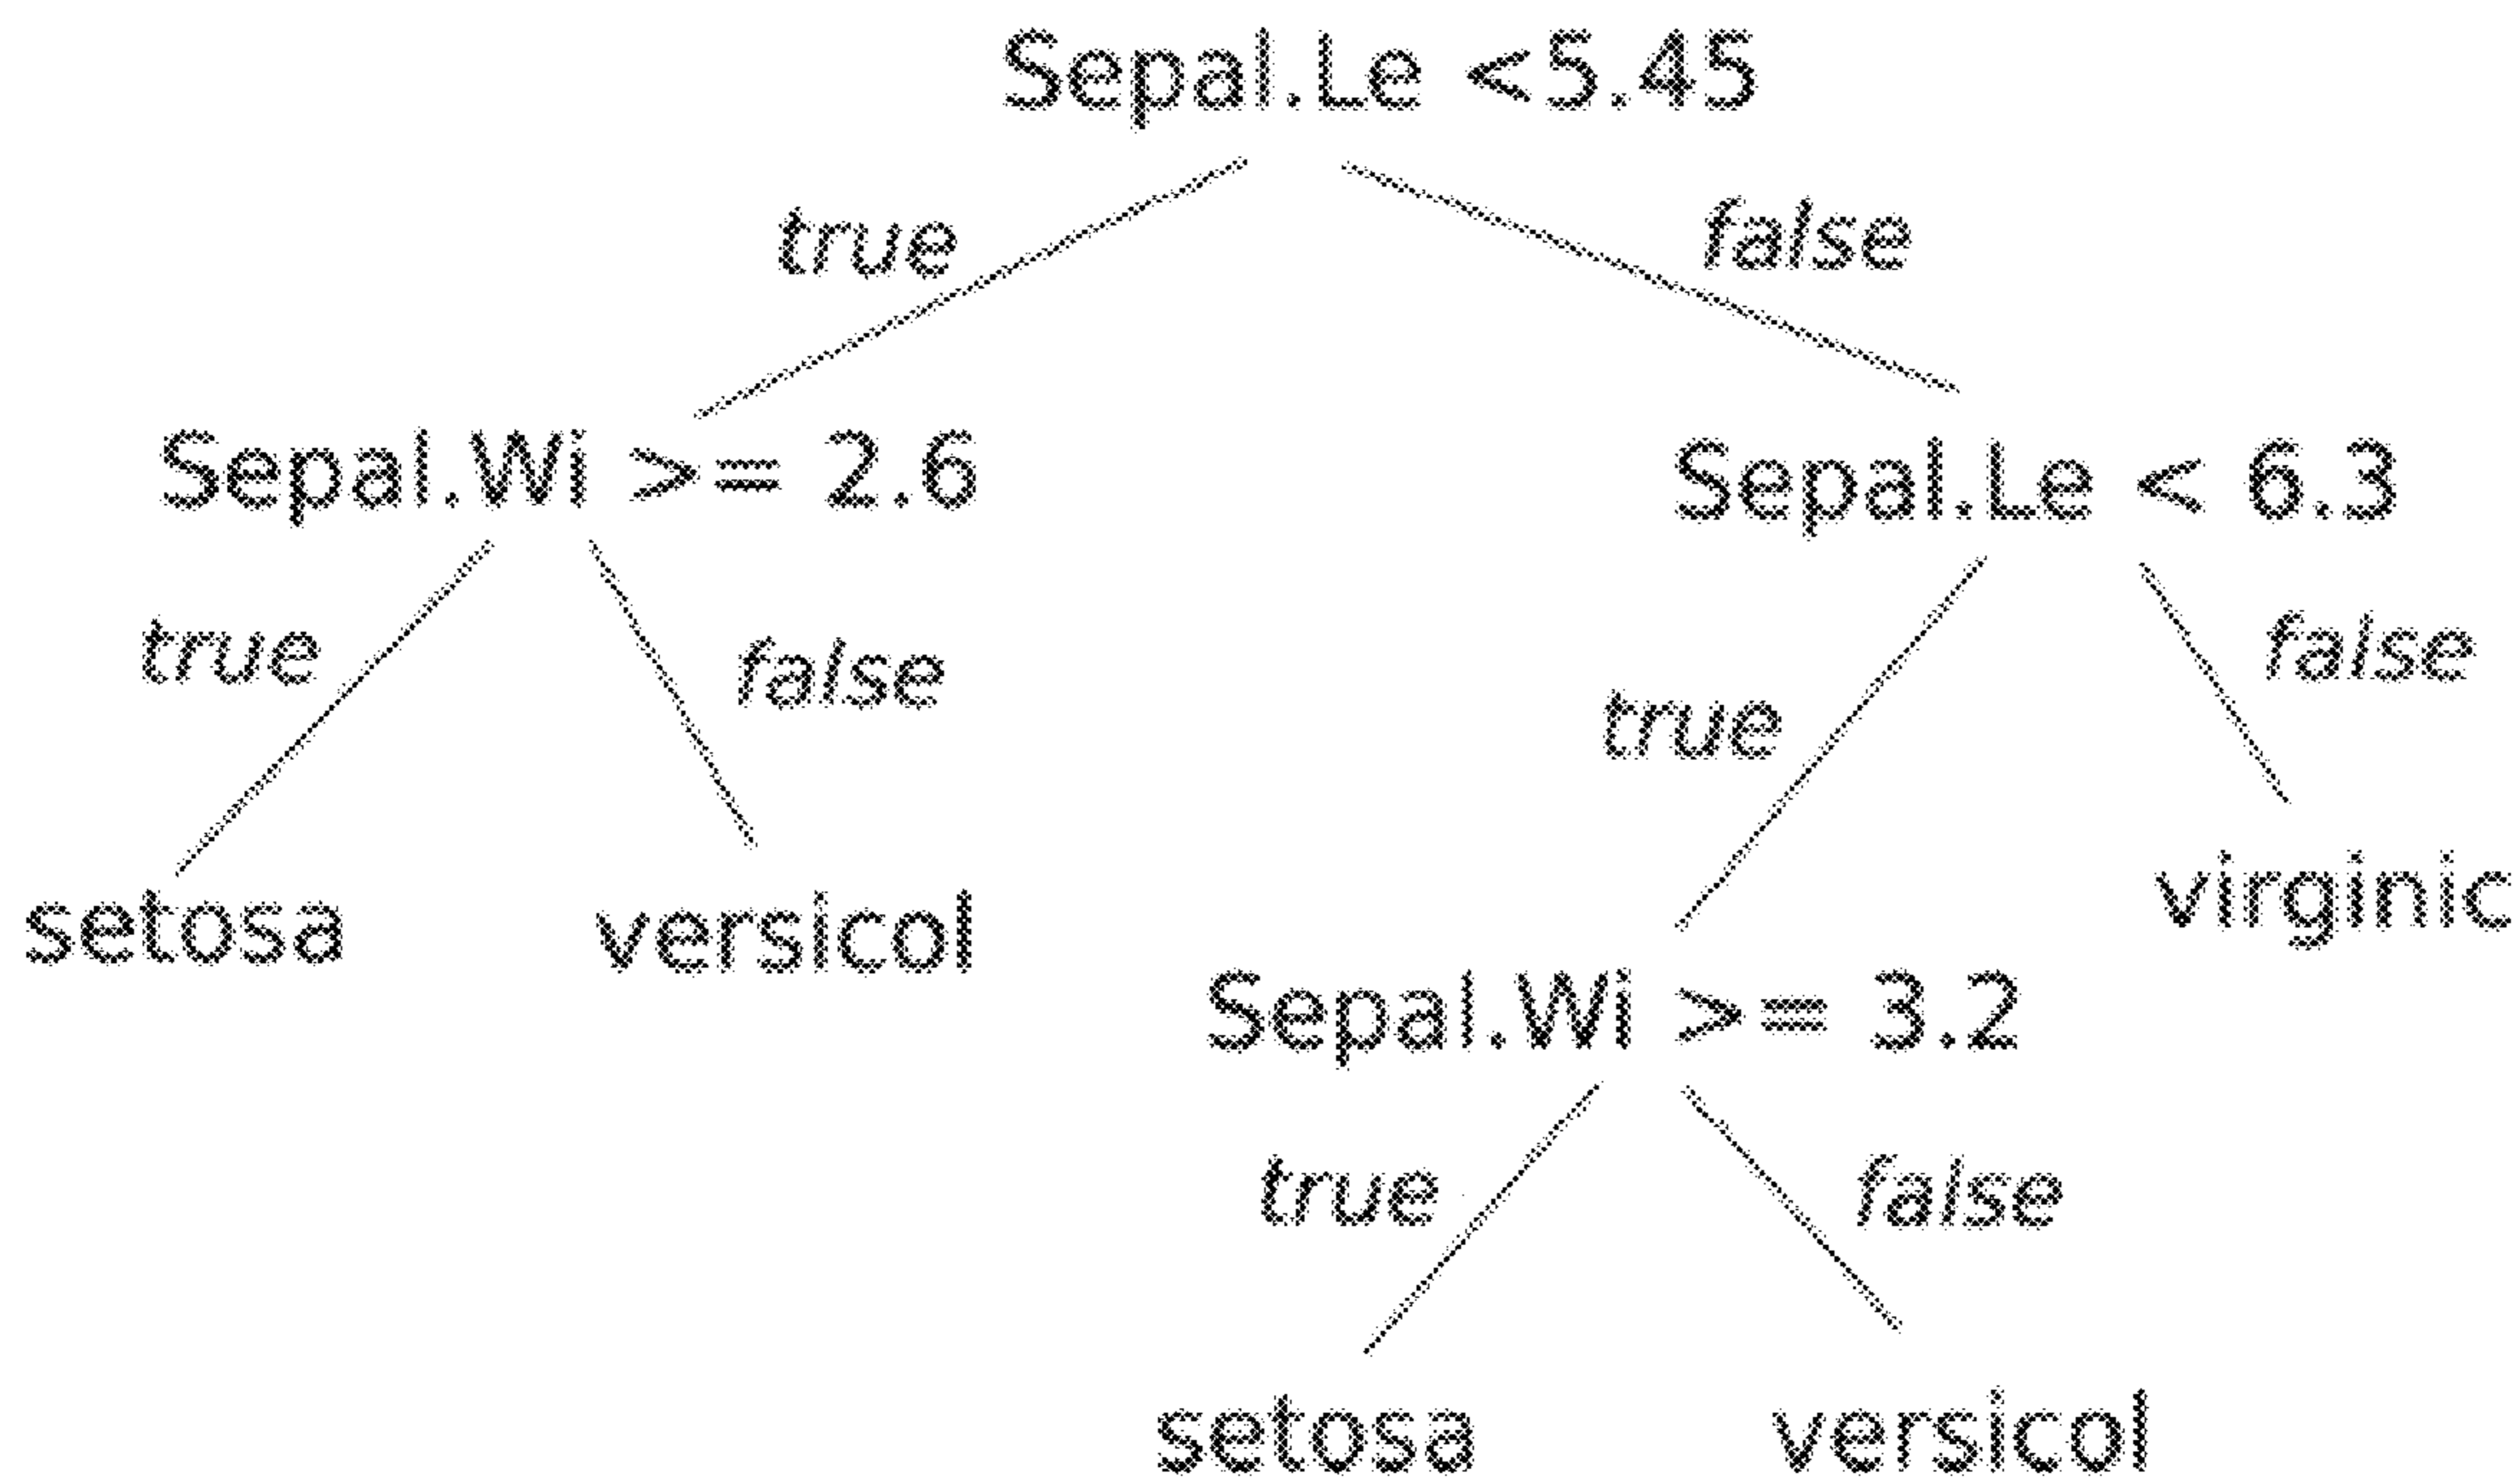 Sepal.Le <5.45
true
false
Sepal.Wi >= 2.6
Sepal.Le < 6.3
true
false
true
false
setosa
versicol
virginic
Sepal.Wi >= 3.2
true
false
setosa
versicol